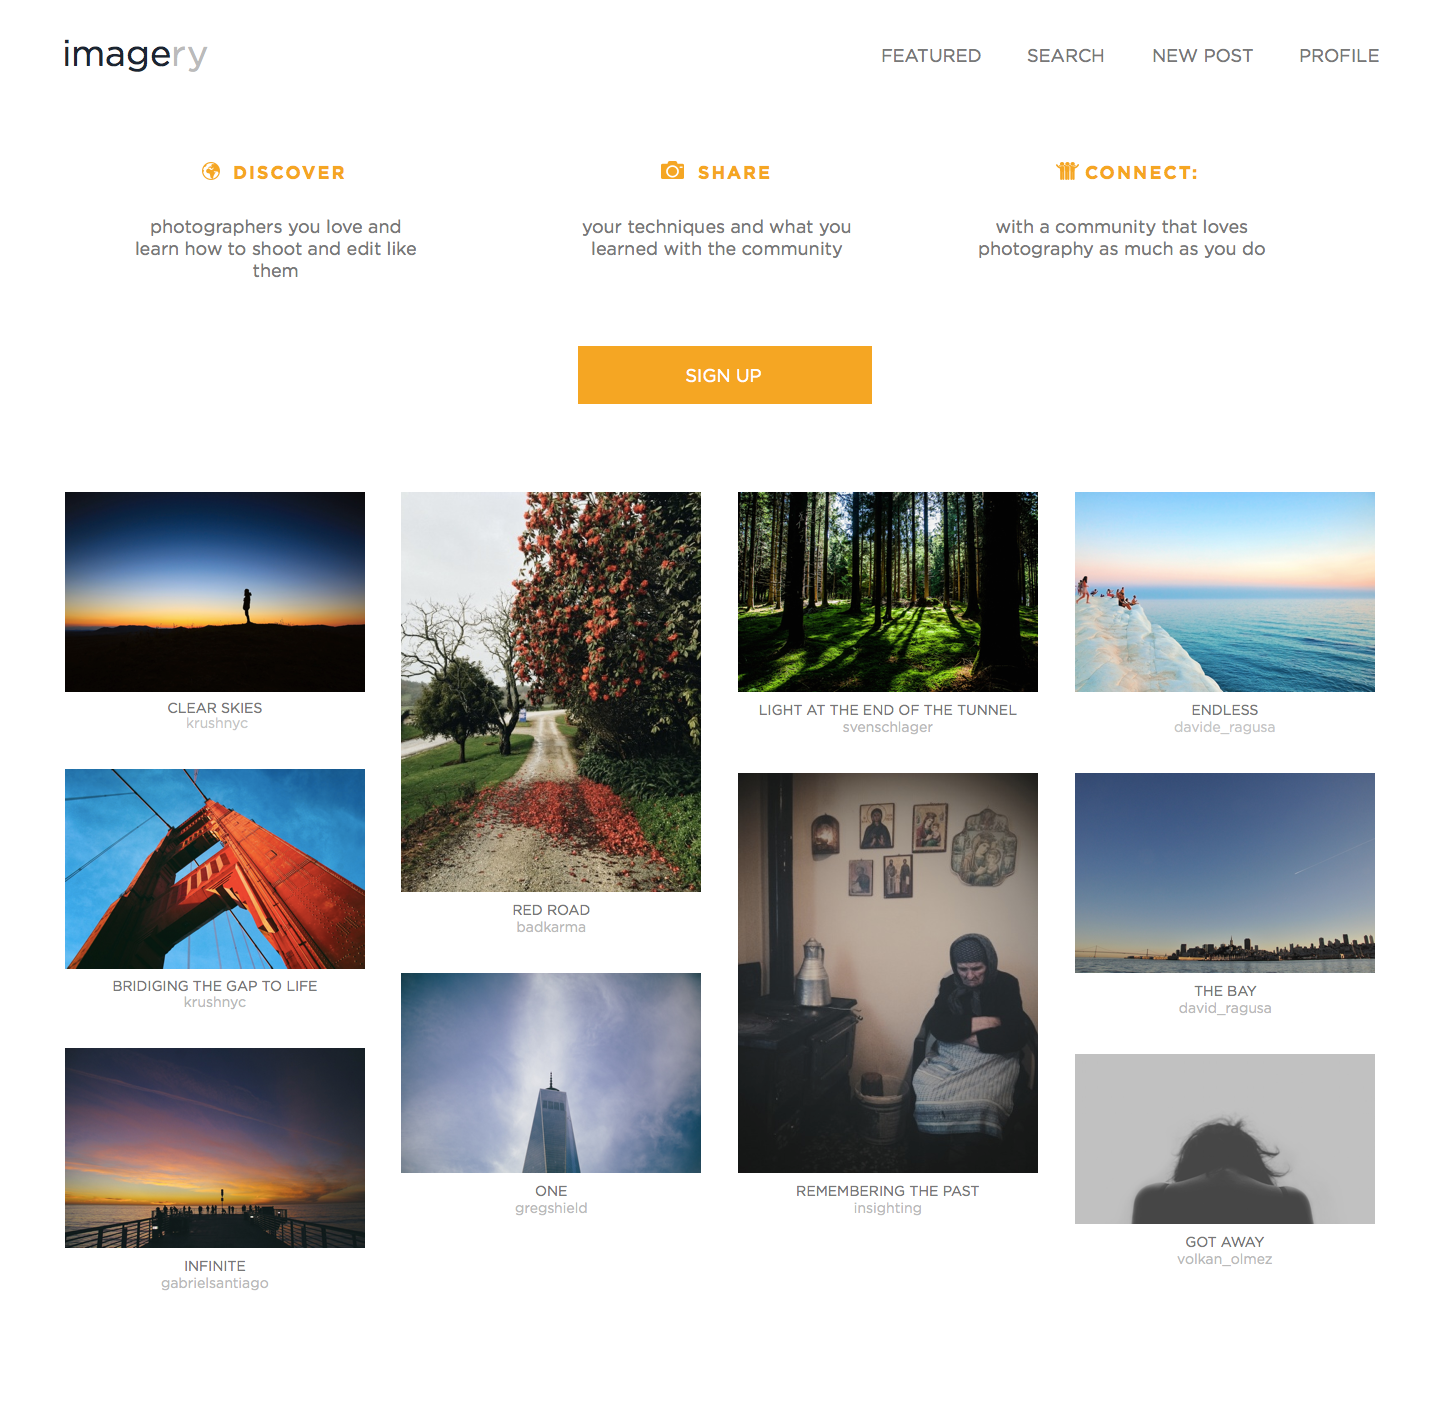 imagery
FEATURED
SEARCH
NEW POST
PROFILE
DISCOVER
photographers you love and
learn how to shoot and edit like
them
SHARE
your techniques and what you
learned with the community
CONNECT:
with a community that loves
photography as much as you do
SIGN UP
CLEAR SKIES
krushnyc
BRIDIGING THE GAP TO LIFE
krushnyc
INFINITE
gabrielsantiago
RED ROAD
badkarma
ONE
gregshield
LIGHT AT THE END OF THE TUNNEL
svenschlager
REMEMBERING THE PAST
insighting
ENDLESS
davide_ragusa
THE BAY
david_ragusa
GOT AWAY
volkan_olmez